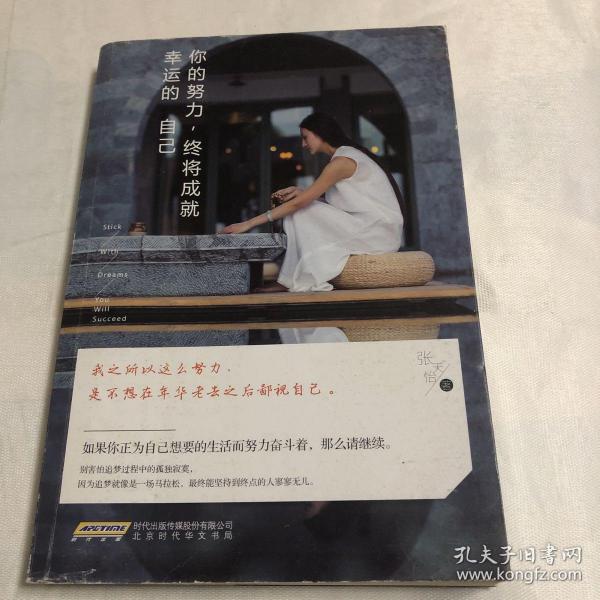 你的努力，终将成就
幸运的 自己
Stick
With
Dreams
You
Will
Succeed
张天怡 著
我之所以这么努力、
是不想在年华老去之后鄙视自己。
如果你正为自己想要的生活而努力奋斗着，那么请继续。
别害怕追梦过程中的孤独寂寞，
因为追梦就像是一场马拉松，最终能坚持到终点的人寥寥无几。
ARCTIME
时代出版
时代出版传媒股份有限公司
北京时代华文书局
孔夫子旧书网
www.kongfz.com